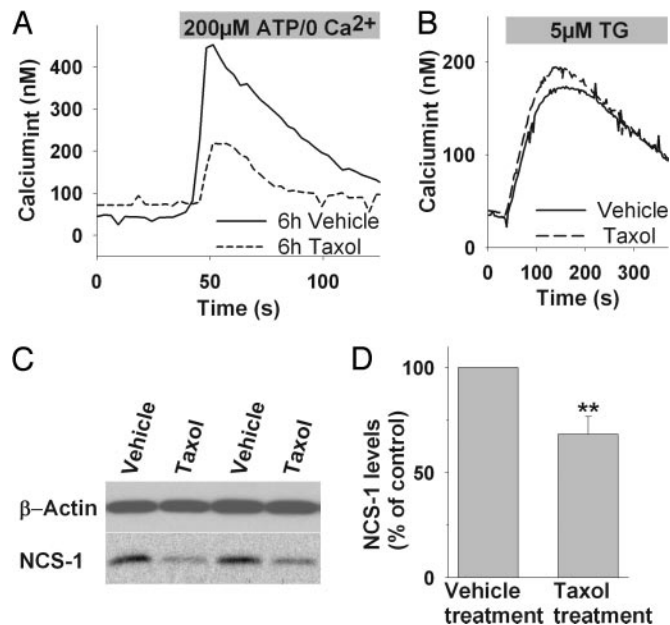 A
200µM ATP/0 Ca2+
Calciumint (nM)
400
300
200
100
0
6h Vehicle
6h Taxol
0
50
100
Time (s)
B
5µM TG
Calciumint (nM)
200
100
0
Vehicle
Taxol
0
100
200
300
Time (s)
C
Vehicle
Taxol
Vehicle
Taxol
β–Actin
NCS-1
D
NCS-1 levels
(% of control)
100
50
0
**
Vehicle
treatment
Taxol
treatment